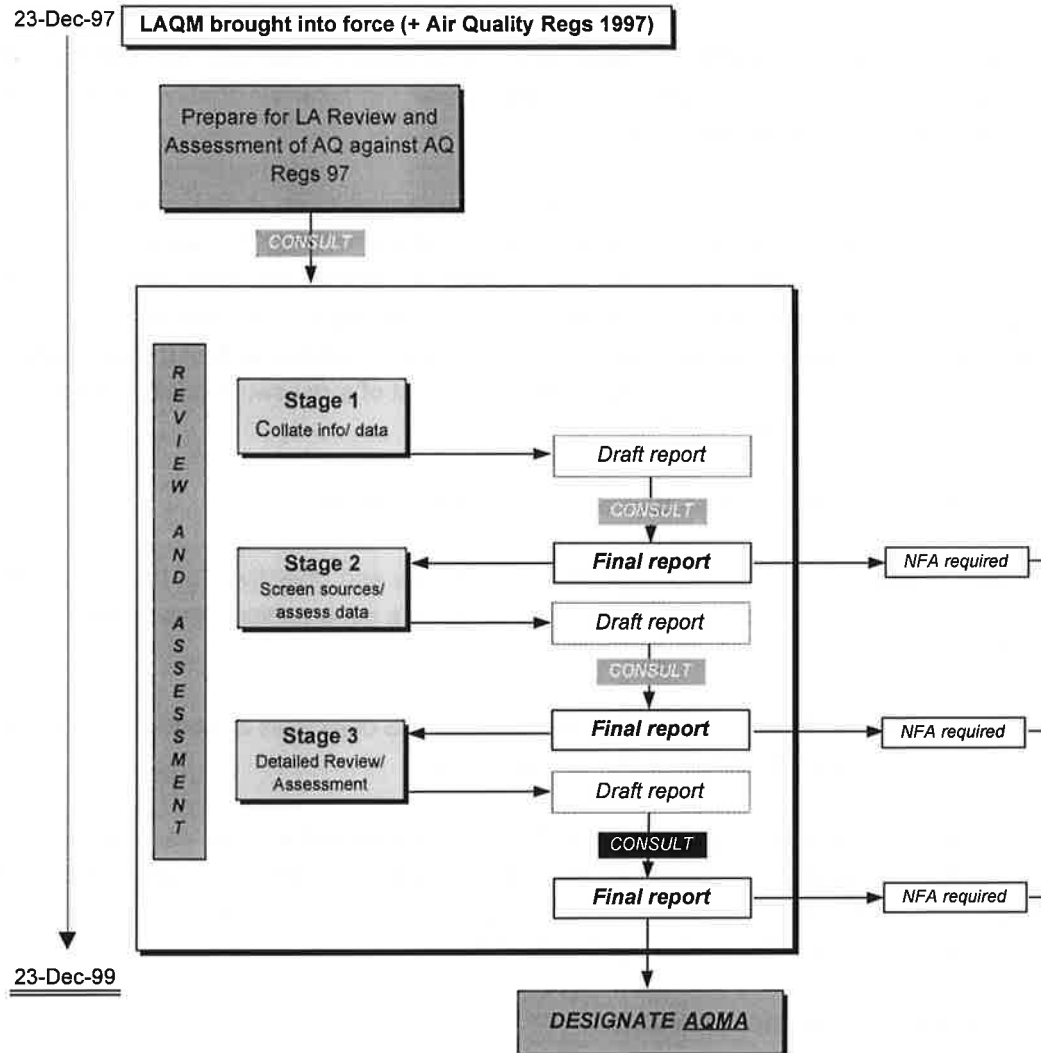 23-Dec-97
LAQM brought into force (+ Air Quality Regs 1997)
Prepare for LA Review and
Assessment of AQ against AQ
Regs 97
CONSULT
REVIEW AND ASSESSMENT
Stage 1
Collate info/ data
Draft report
CONSULT
Final report
NFA required
Stage 2
Screen sources/
assess data
Draft report
CONSULT
Final report
NFA required
Stage 3
Detailed Review/
Assessment
Draft report
CONSULT
Final report
NFA required
23-Dec-99
DESIGNATE AQMA